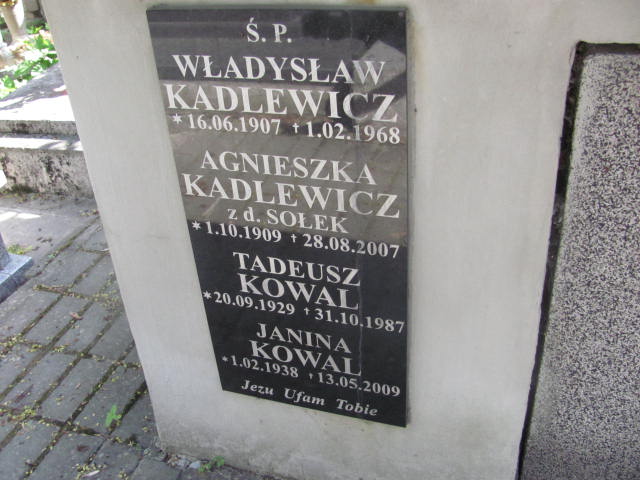 Ś. P.
WŁADYSŁAW
KADLEWICZ
* 16.06.1907 † 1.02.1968
AGNIESZKA
KADLEWICZ
z d. SOŁEK
* 1.10.1909 † 28.08.2007
TADEUSZ
KOWAL
* 20.09.1929 † 31.10.1987
JANINA
KOWAL
* 1.02.1938 † 13.05.2009
Jezu Ufam Tobie